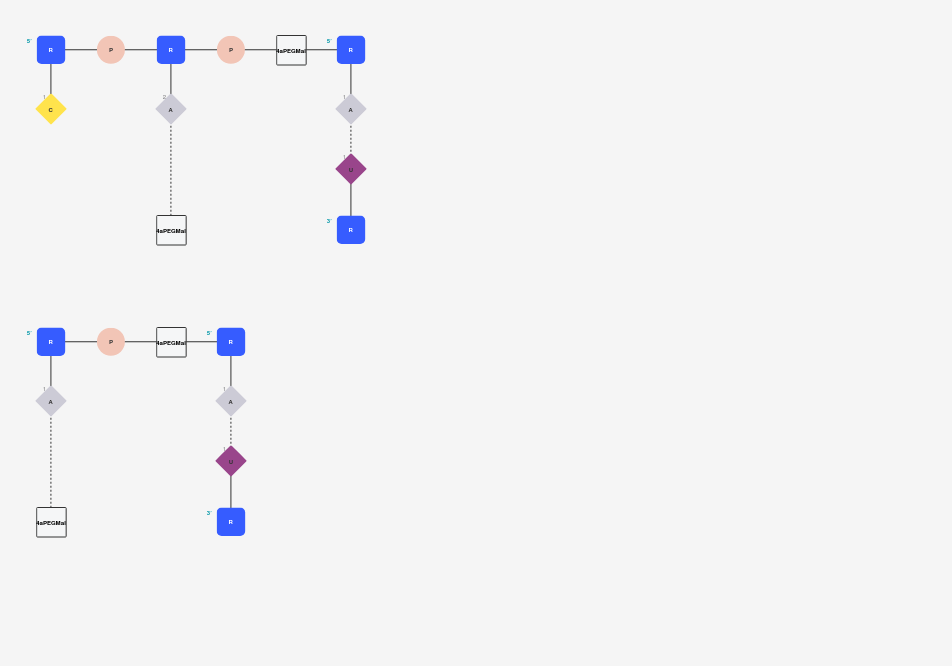 5' R P R P 4aPEGMal 5' R
1 C 2 A 1 A
1 U
4aPEGMal 3' R
5' R P 4aPEGMal 5' R
1 A 1 A
1 U
4aPEGMal 3' R